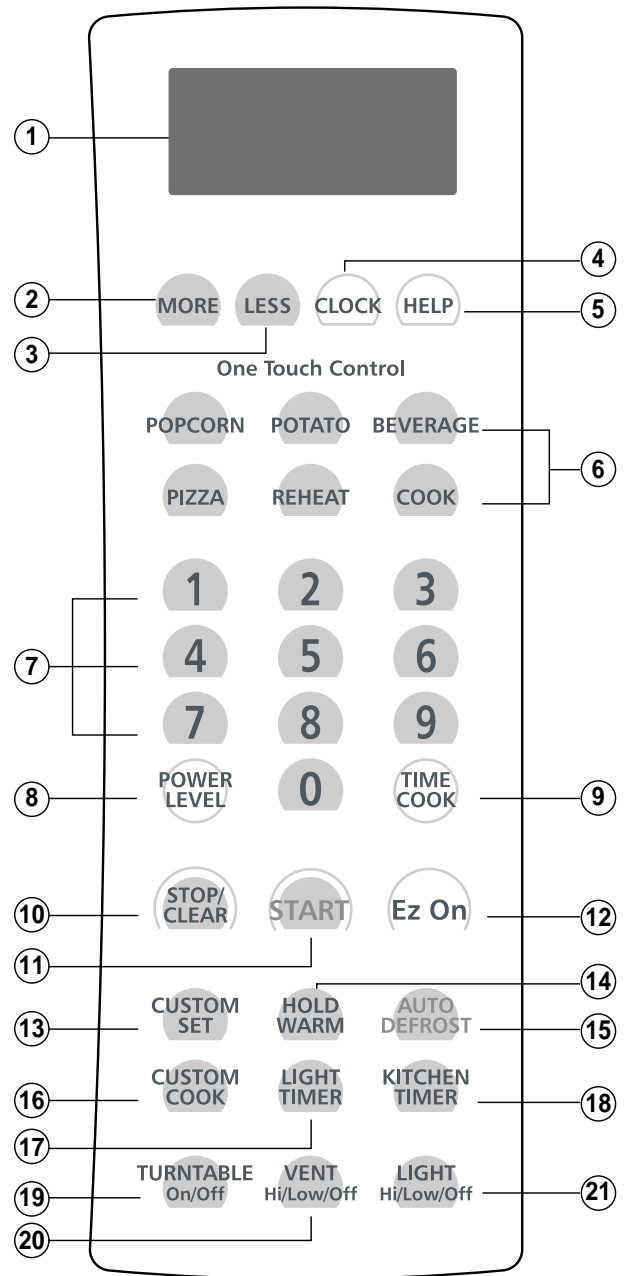 1
4
2
MORE LESS CLOCK HELP
5
3
One Touch Control
POPCORN POTATO BEVERAGE
6
PIZZA REHEAT COOK
1 2 3
7
4 5 6
7 8 9
8
POWER
LEVEL
0
TIME
COOK
9
10
STOP/
CLEAR
START
Ez On
12
11
14
13
CUSTOM
SET
HOLD
WARM
AUTO
DEFROST
15
16
CUSTOM
COOK
LIGHT
TIMER
KITCHEN
TIMER
18
17
19
TURNTABLE
On/Off
VENT
Hi/Low/Off
LIGHT
Hi/Low/Off
21
20